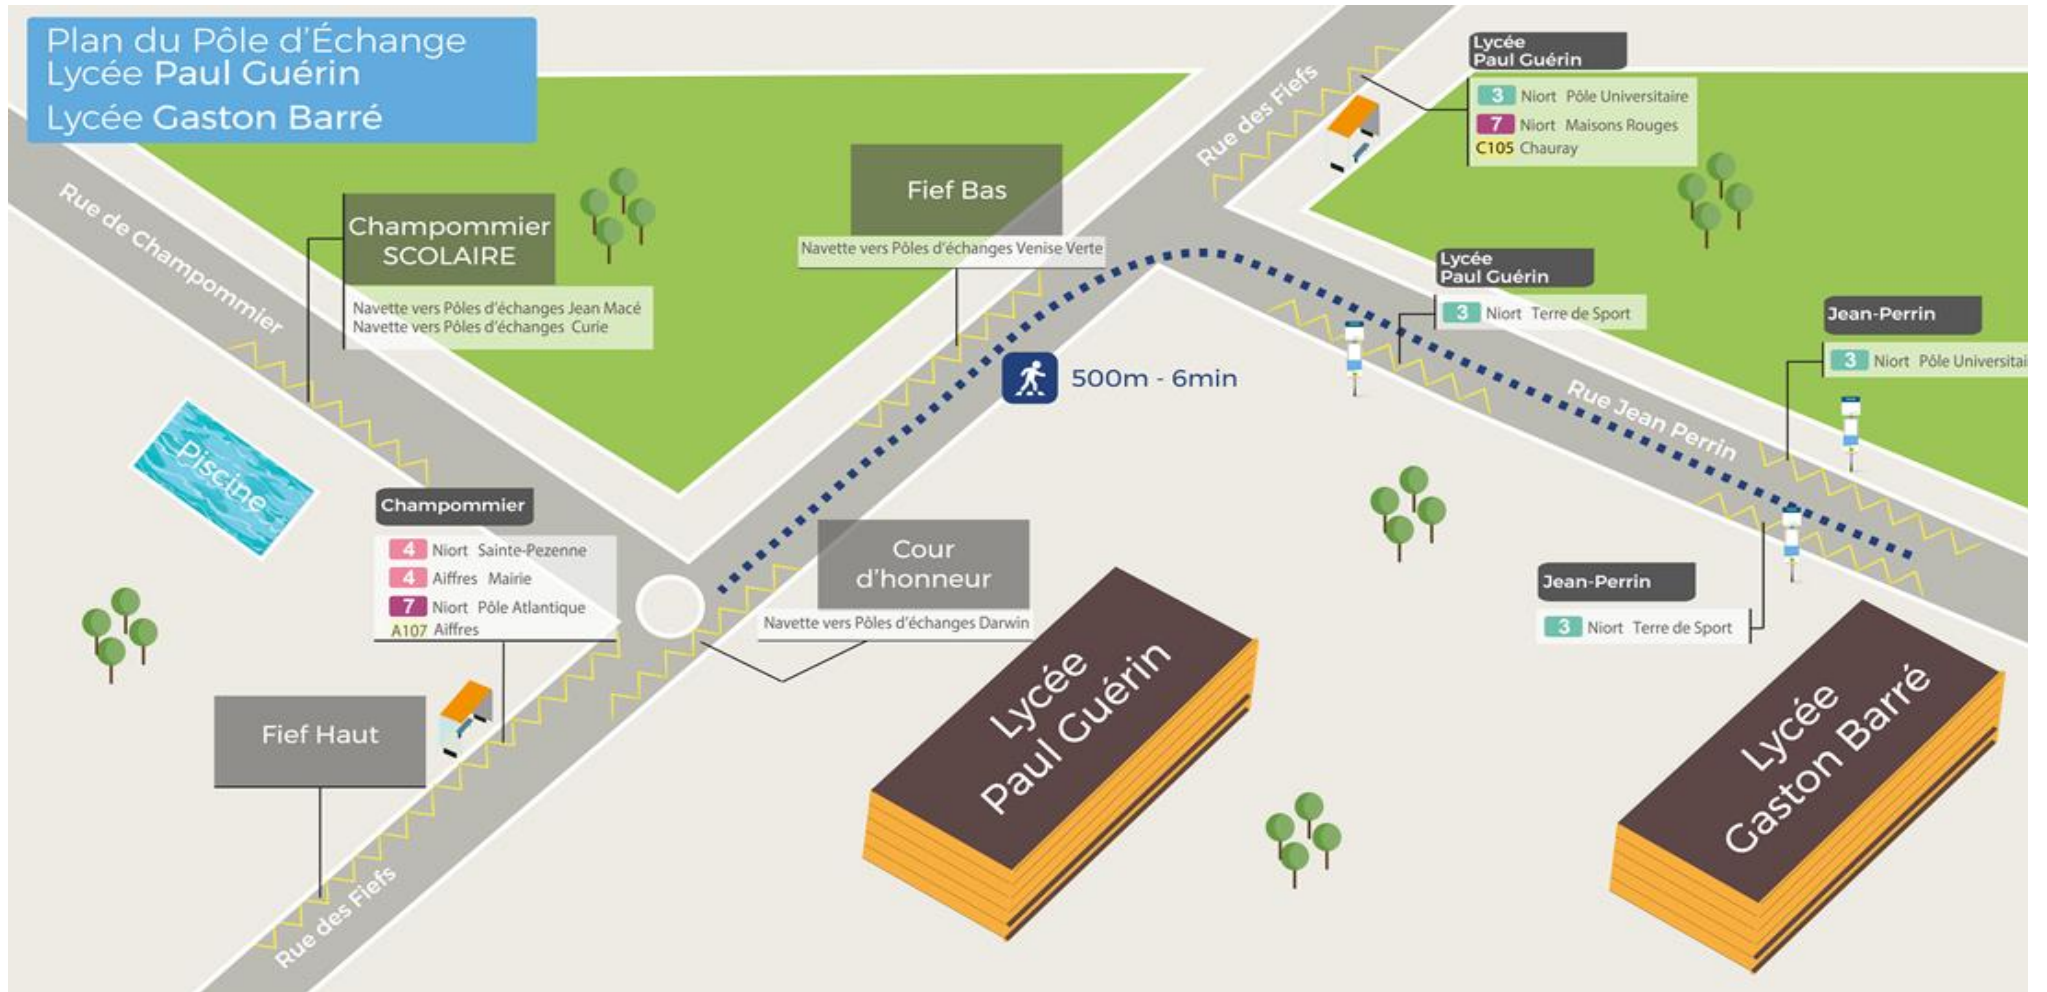 Plan du Pôle d'Échange
Lycée Paul Guérin
Lycée Gaston Barré
Rue de Champommier
Champommier
SCOLAIRE
Navette vers Pôles d'échanges Jean Macé
Navette vers Pôles d'échanges Curie
Fief Bas
Navette vers Pôles d'échanges Venise Verte
Rue des Fiefs
Lycée
Paul Guérin
3 Niort Pôle Universitaire
7 Niort Maisons Rouges
C105 Chauray
Lycée
Paul Guérin
3 Niort Terre de Sport
Jean-Perrin
3 Niort Pôle Universitai
500m - 6min
Rue Jean Perrin
Piscine
Champommier
4 Niort Sainte-Pezenne
4 Aiffres Mairie
7 Niort Pôle Atlantique
A107 Aiffres
Cour
d'honneur
Navette vers Pôles d'échanges Darwin
Jean-Perrin
3 Niort Terre de Sport
Fief Haut
Rue des Fiefs
Lycée
Paul Guérin
Lycée
Gaston Barré